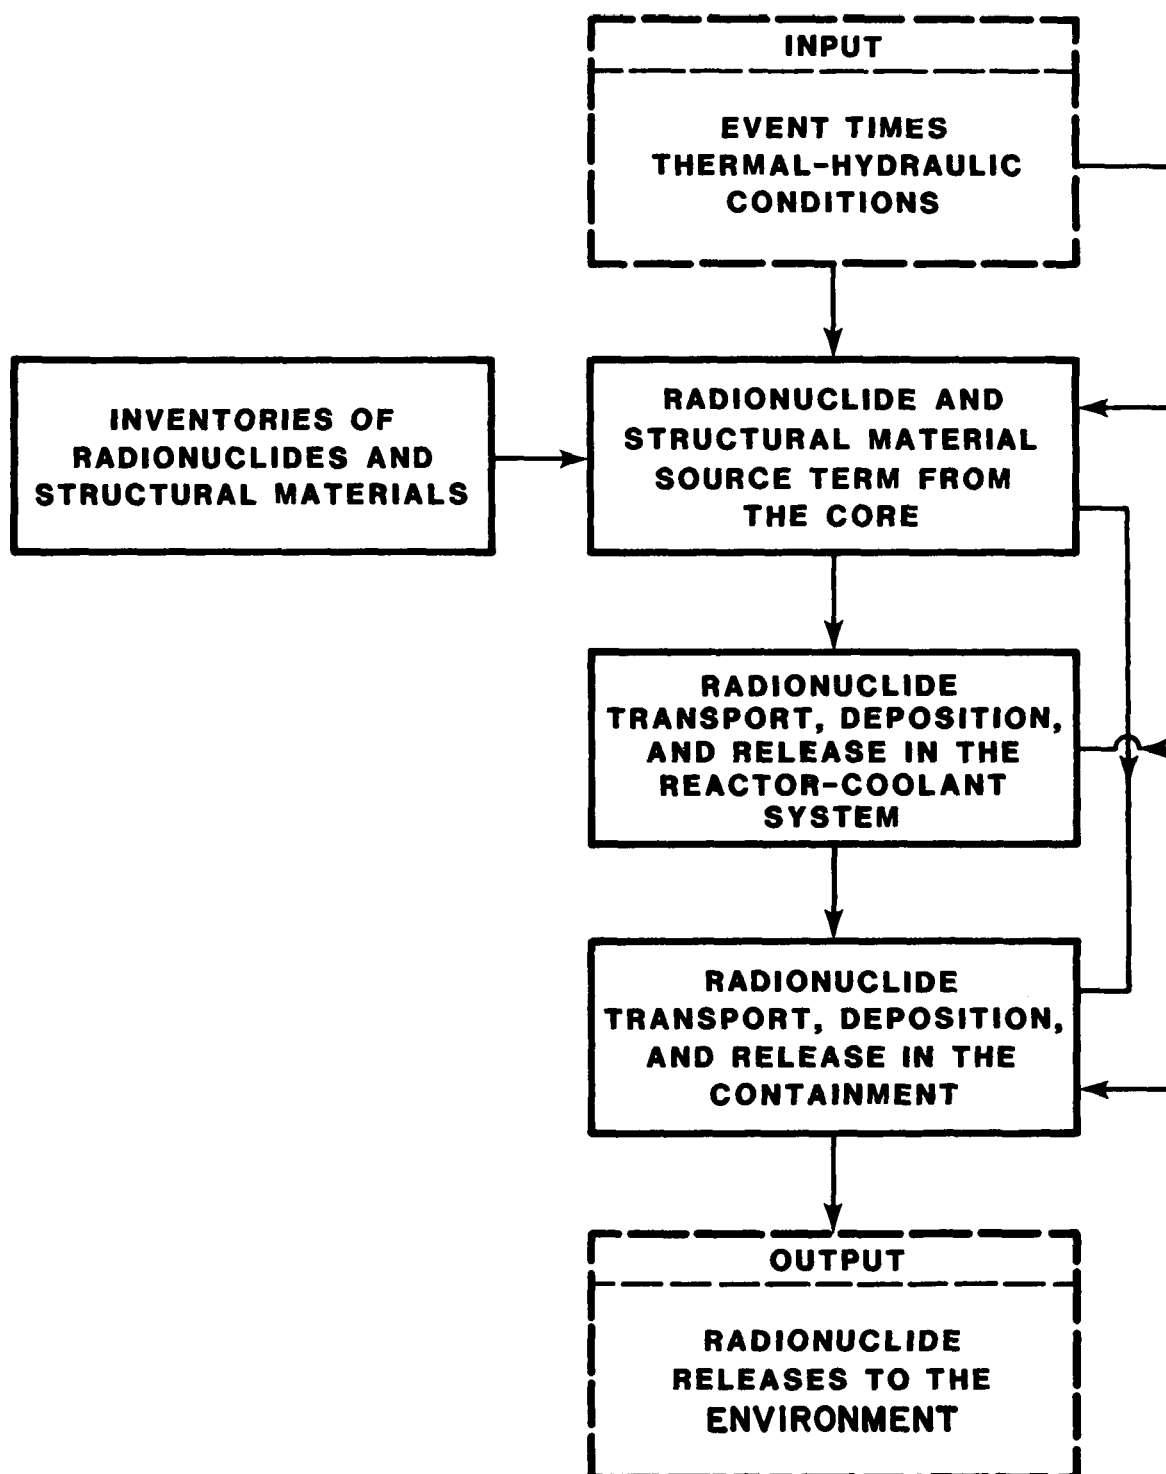 INPUT
EVENT TIMES
THERMAL-HYDRAULIC
CONDITIONS
INVENTORIES OF
RADIONUCLIDES AND
STRUCTURAL MATERIALS
RADIONUCLIDE AND
STRUCTURAL MATERIAL
SOURCE TERM FROM
THE CORE
RADIONUCLIDE
TRANSPORT, DEPOSITION,
AND RELEASE IN THE
REACTOR-COOLANT
SYSTEM
RADIONUCLIDE
TRANSPORT, DEPOSITION,
AND RELEASE IN THE
CONTAINMENT
OUTPUT
RADIONUCLIDE
RELEASES TO THE
ENVIRONMENT